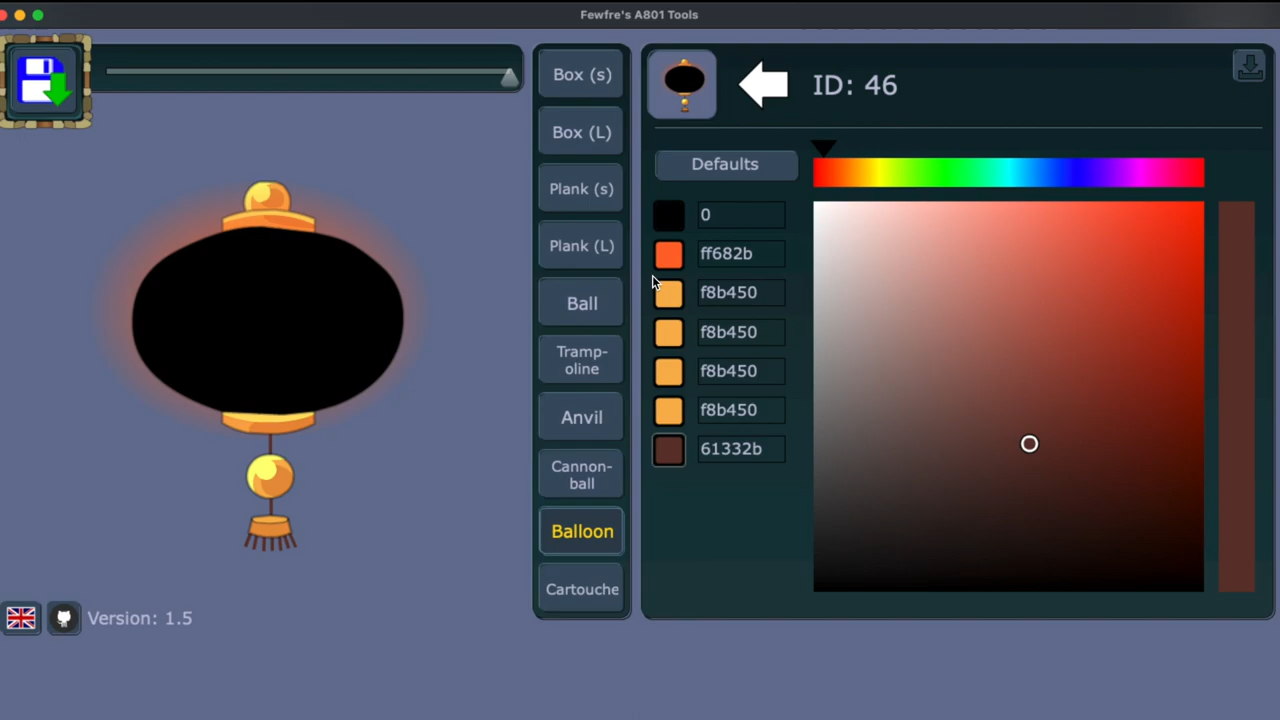 Fewfre's A801 Tools
Box (s)
Box (L)
Plank (s)
Plank (L)
Ball
Tramp-
oline
Anvil
Cannon-
ball
Balloon
Cartouche
ID: 46
Defaults
0
ff682b
f8b450
f8b450
f8b450
f8b450
61332b
Version: 1.5